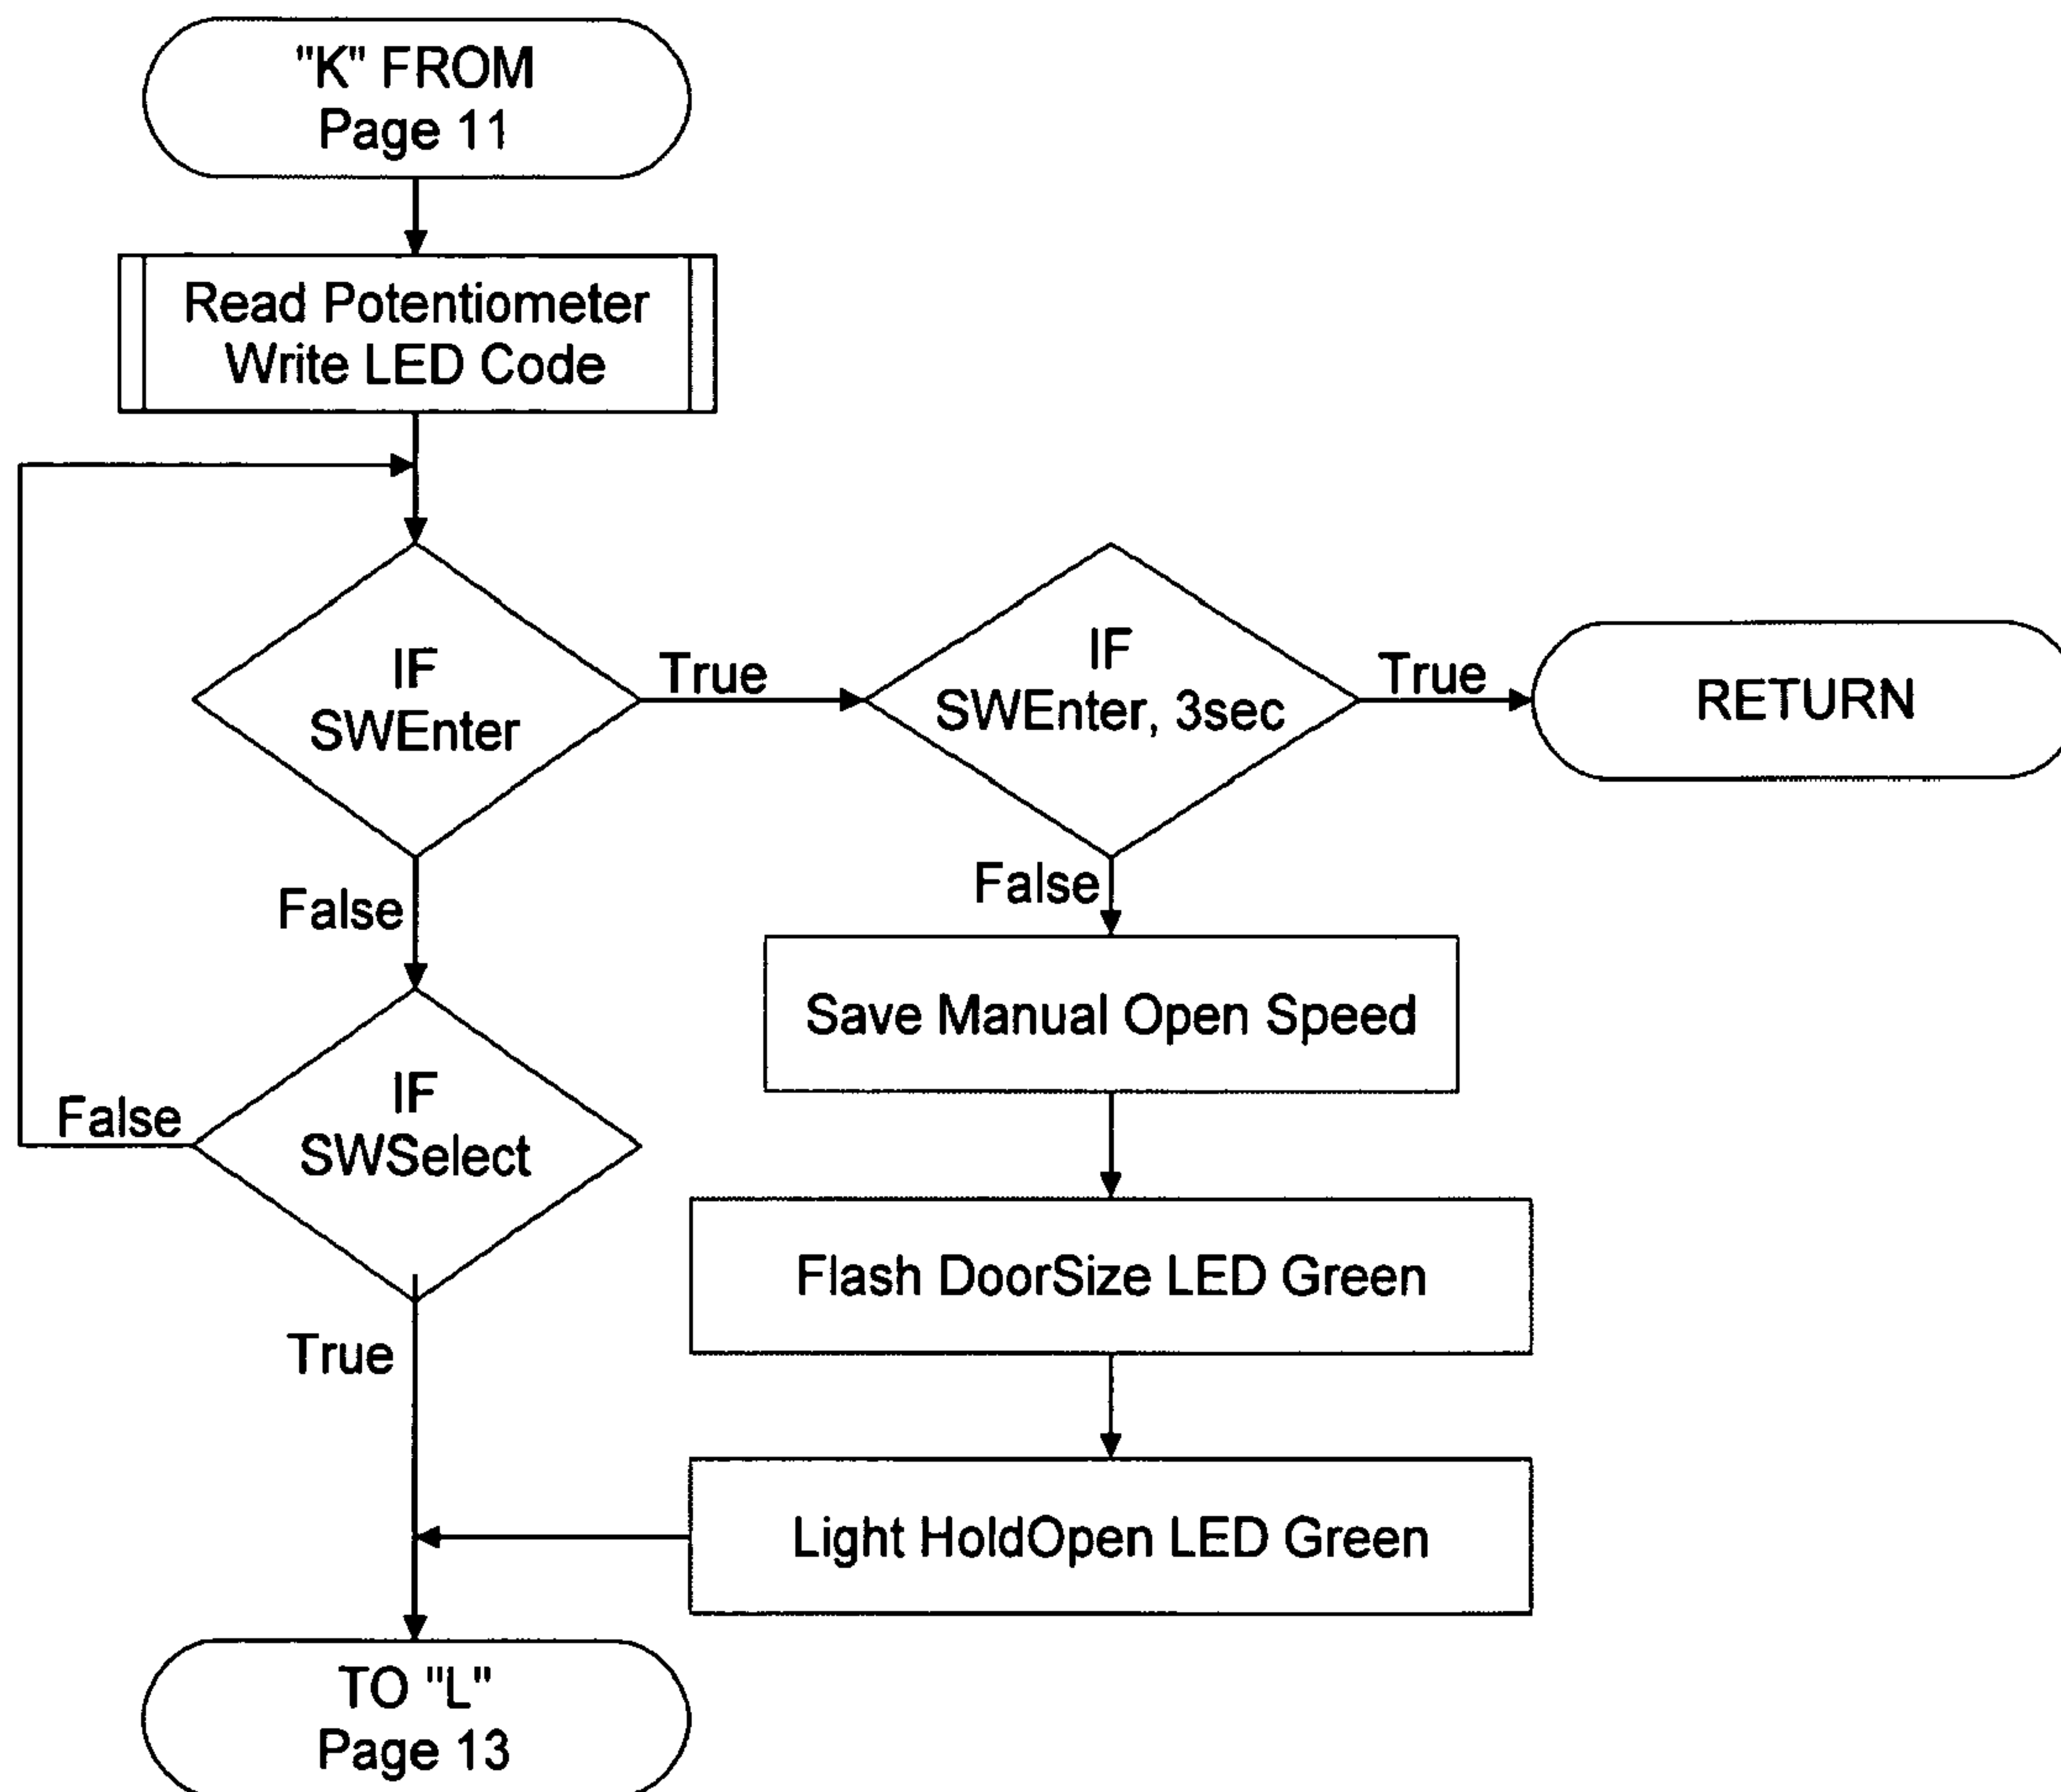 "K" FROM
Page 11
Read Potentiometer
Write LED Code
IF
SWEnter
True
IF
SWEnter, 3sec
True
RETURN
False
False
Save Manual Open Speed
IF
SWSelect
False
Flash DoorSize LED Green
True
Light HoldOpen LED Green
TO "L"
Page 13